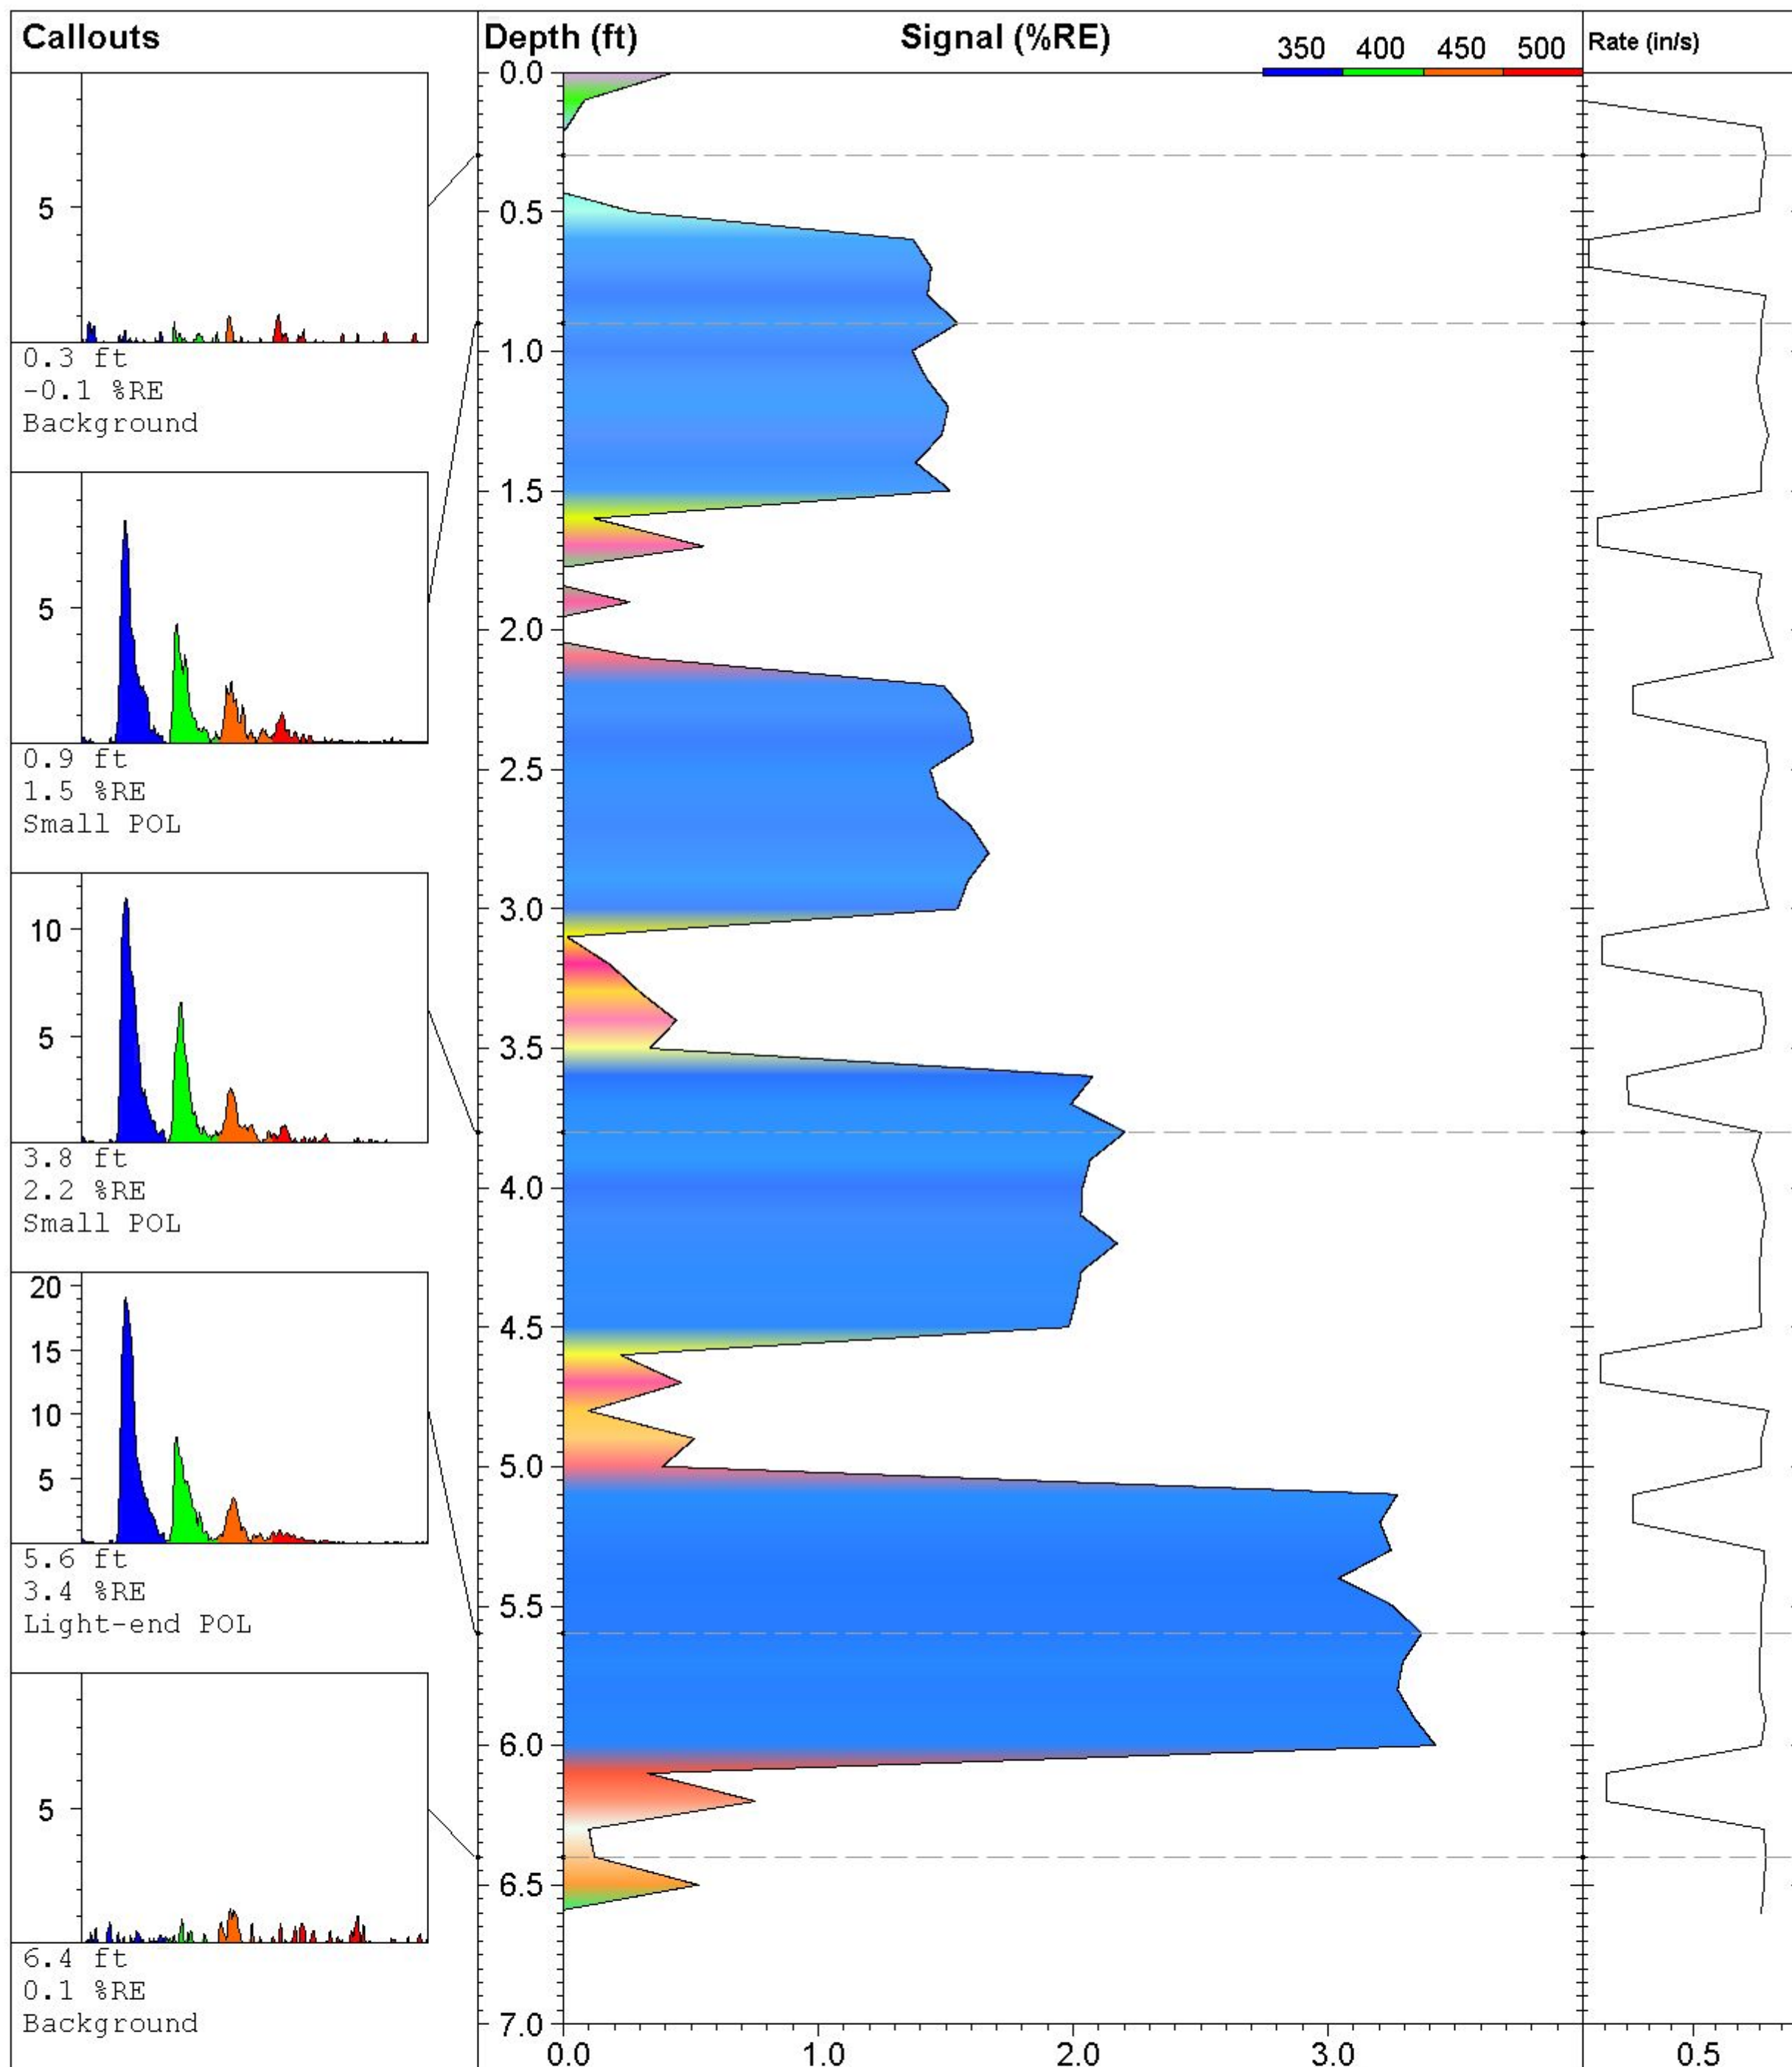 Callouts
Depth (ft)
Signal (%RE)
350 400 450 500
Rate (in/s)
5
0.3 ft
-0.1 %RE
Background
5
0.9 ft
1.5 %RE
Small POL
10
5
3.8 ft
2.2 %RE
Small POL
20
15
10
5
5.6 ft
3.4 %RE
Light-end POL
5
6.4 ft
0.1 %RE
Background
0.0
0.5
1.0
1.5
2.0
2.5
3.0
3.5
4.0
4.5
5.0
5.5
6.0
6.5
7.0
0.0 1.0 2.0 3.0
0.5